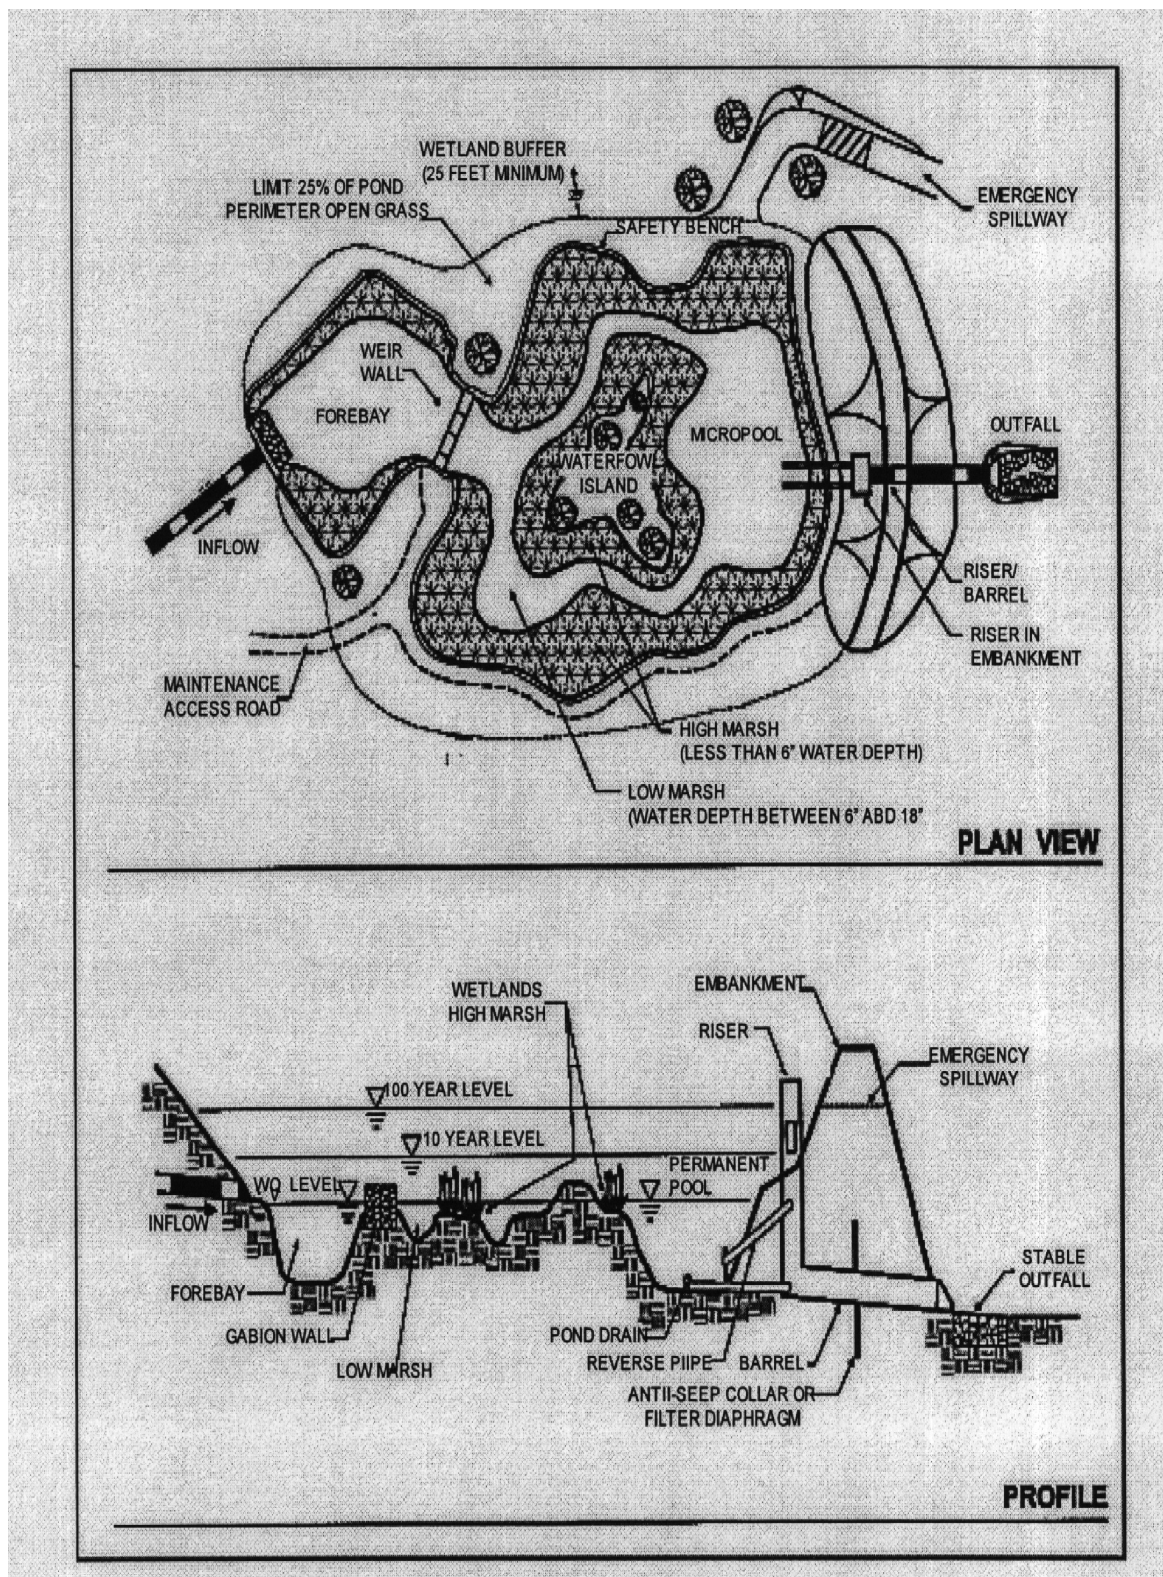 WETLAND BUFFER
(25 FEET MINIMUM)
LIMIT 25% OF POND
PERIMETER OPEN GRASS
EMERGENCY
SPILLWAY
SAFETY BENCH
WEIR
WALL
FOREBAY
MICROPOOL
OUTFALL
WATERFOWL
ISLAND
INFLOW
RISER/
BARREL
RISER IN
EMBANKMENT
MAINTENANCE
ACCESS ROAD
HIGH MARSH
(LESS THAN 6" WATER DEPTH)
LOW MARSH
(WATER DEPTH BETWEEN 6" ABD 18"
PLAN VIEW
WETLANDS
HIGH MARSH
EMBANKMENT
RISER
EMERGENCY
SPILLWAY
100 YEAR LEVEL
10 YEAR LEVEL
PERMANENT
POOL
WQ LEVEL
INFLOW
STABLE
OUTFALL
FOREBAY
GABION WALL
POND DRAIN
REVERSE PIIPE
BARREL
LOW MARSH
ANTII-SEEP COLLAR OR
FILTER DIAPHRAGM
PROFILE